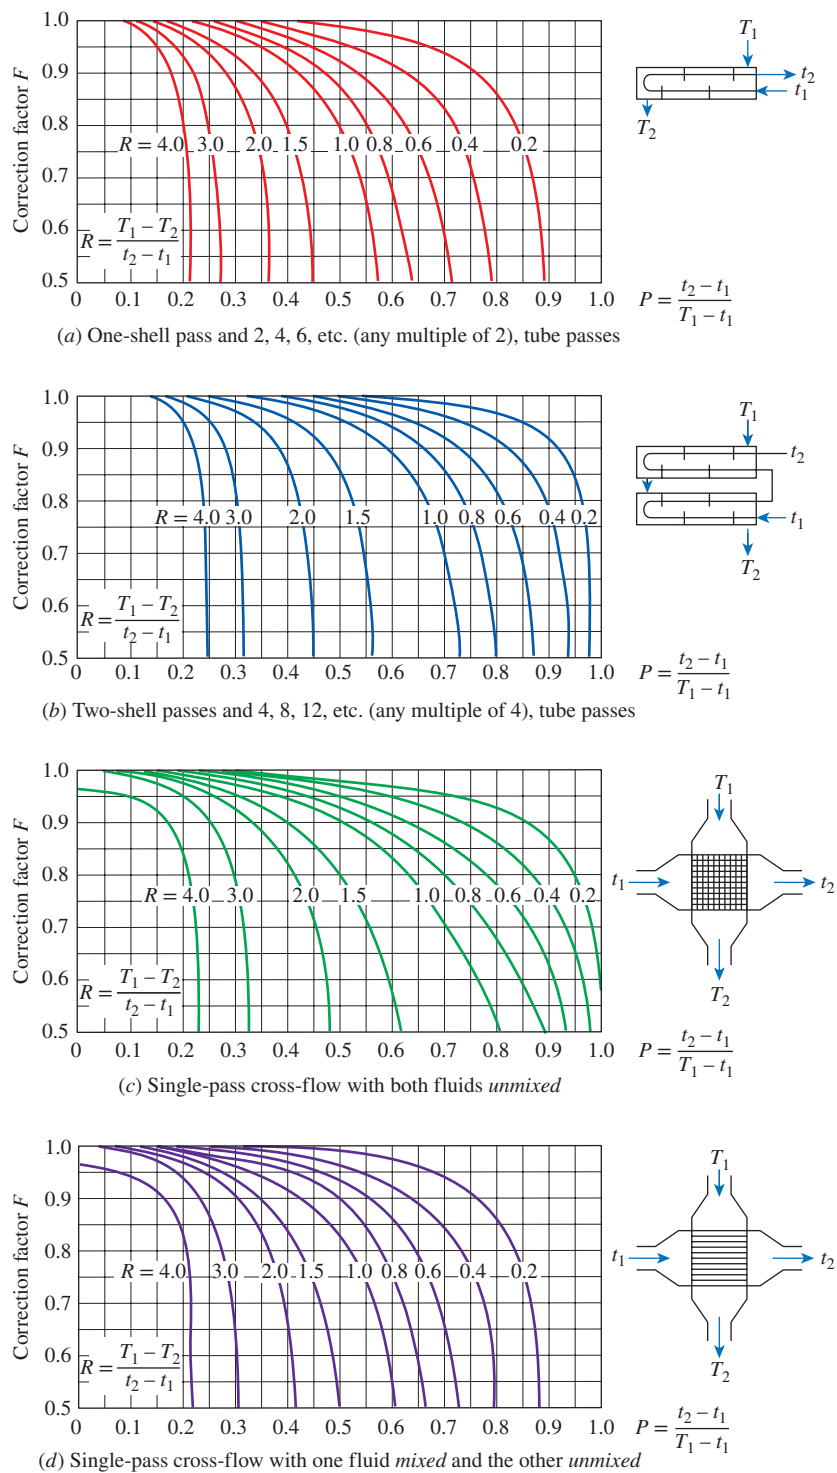 Correction factor F
1.0
0.9
0.8
0.7
0.6
0.5
R = 4.0 3.0 2.0 1.5 1.0 0.8 0.6 0.4 0.2
R = T1 − T2 / t2 − t1
0 0.1 0.2 0.3 0.4 0.5 0.6 0.7 0.8 0.9 1.0
T1
t2
t1
T2
P = t2 − t1 / T1 − t1
(a) One-shell pass and 2, 4, 6, etc. (any multiple of 2), tube passes
Correction factor F
1.0
0.9
0.8
0.7
0.6
0.5
R = 4.0 3.0 2.0 1.5 1.0 0.8 0.6 0.4 0.2
R = T1 − T2 / t2 − t1
0 0.1 0.2 0.3 0.4 0.5 0.6 0.7 0.8 0.9 1.0
T1
t2
t1
T2
P = t2 − t1 / T1 − t1
(b) Two-shell passes and 4, 8, 12, etc. (any multiple of 4), tube passes
Correction factor F
1.0
0.9
0.8
0.7
0.6
0.5
R = 4.0 3.0 2.0 1.5 1.0 0.8 0.6 0.4 0.2
R = T1 − T2 / t2 − t1
0 0.1 0.2 0.3 0.4 0.5 0.6 0.7 0.8 0.9 1.0
T1
t1
t2
T2
P = t2 − t1 / T1 − t1
(c) Single-pass cross-flow with both fluids unmixed
Correction factor F
1.0
0.9
0.8
0.7
0.6
0.5
R = 4.0 3.0 2.0 1.5 1.0 0.8 0.6 0.4 0.2
R = T1 − T2 / t2 − t1
0 0.1 0.2 0.3 0.4 0.5 0.6 0.7 0.8 0.9 1.0
T1
t1
t2
T2
P = t2 − t1 / T1 − t1
(d) Single-pass cross-flow with one fluid mixed and the other unmixed